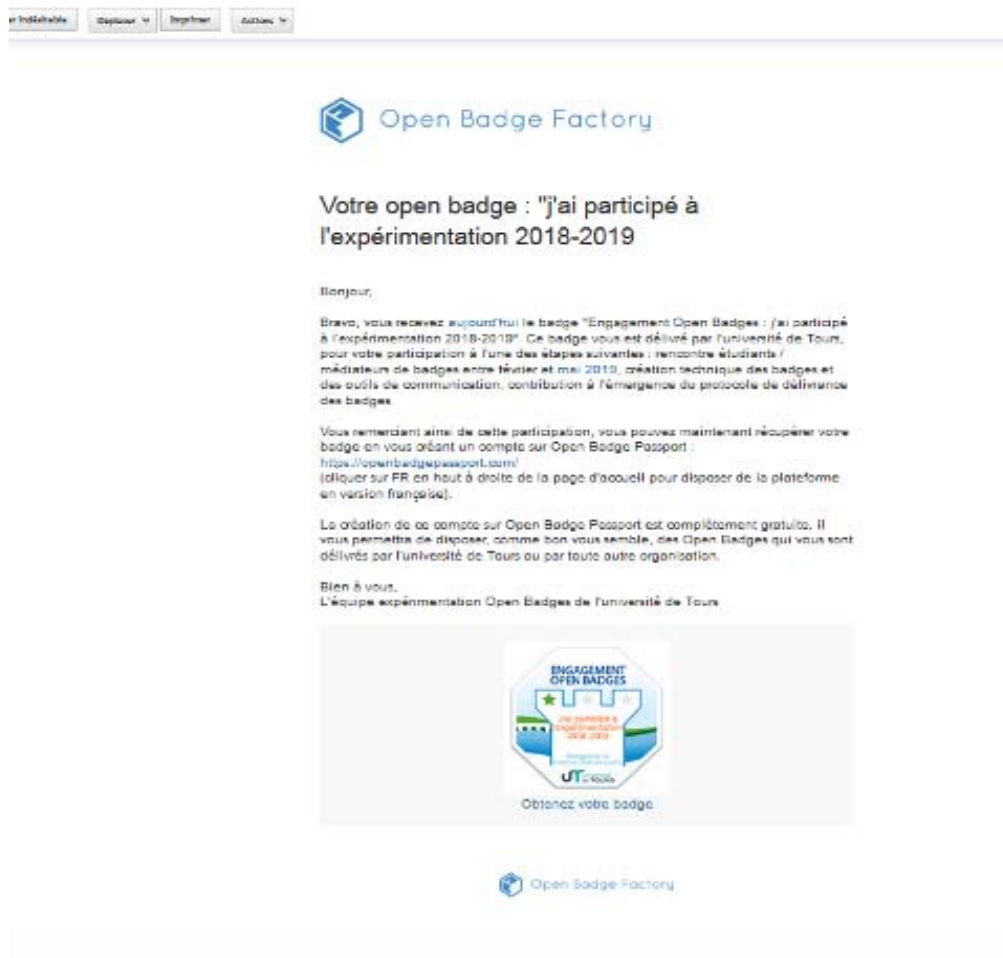 Indésirable Déplacer Imprimer Actions
Open Badge Factory
Votre open badge : "j'ai participé à
l'expérimentation 2018-2019
Bonjour,
Bravo, vous recevez aujourd'hui le badge "Engagement Open Badges : j'ai participé
à l'expérimentation 2018-2019". Ce badge vous est délivré par l'université de Tours,
pour votre participation à l'une des étapes suivantes : rencontre étudiants /
médiateurs de badges entre février et mai 2019, création technique des badges et
des outils de communication, contribution à l'émergence du protocole de délivrance
des badges.
Vous remerciant ainsi de cette participation, vous pouvez maintenant récupérer votre
badge en vous créant un compte sur Open Badge Passport :
https://openbadgepassport.com/
(cliquer sur FR en haut à droite de la page d'accueil pour disposer de la plateforme
en version française).
La création de ce compte sur Open Badge Passport est complètement gratuite. Il
vous permettra de disposer, comme bon vous semble, des Open Badges qui vous sont
délivrés par l'université de Tours ou par toute autre organisation.
Bien à vous,
L'équipe expérimentation Open Badges de l'université de Tours
ENGAGEMENT
OPEN BADGES
J'ai participé à
l'expérimentation
2018-2019
UT
Obtenez votre badge
Open Badge Factory